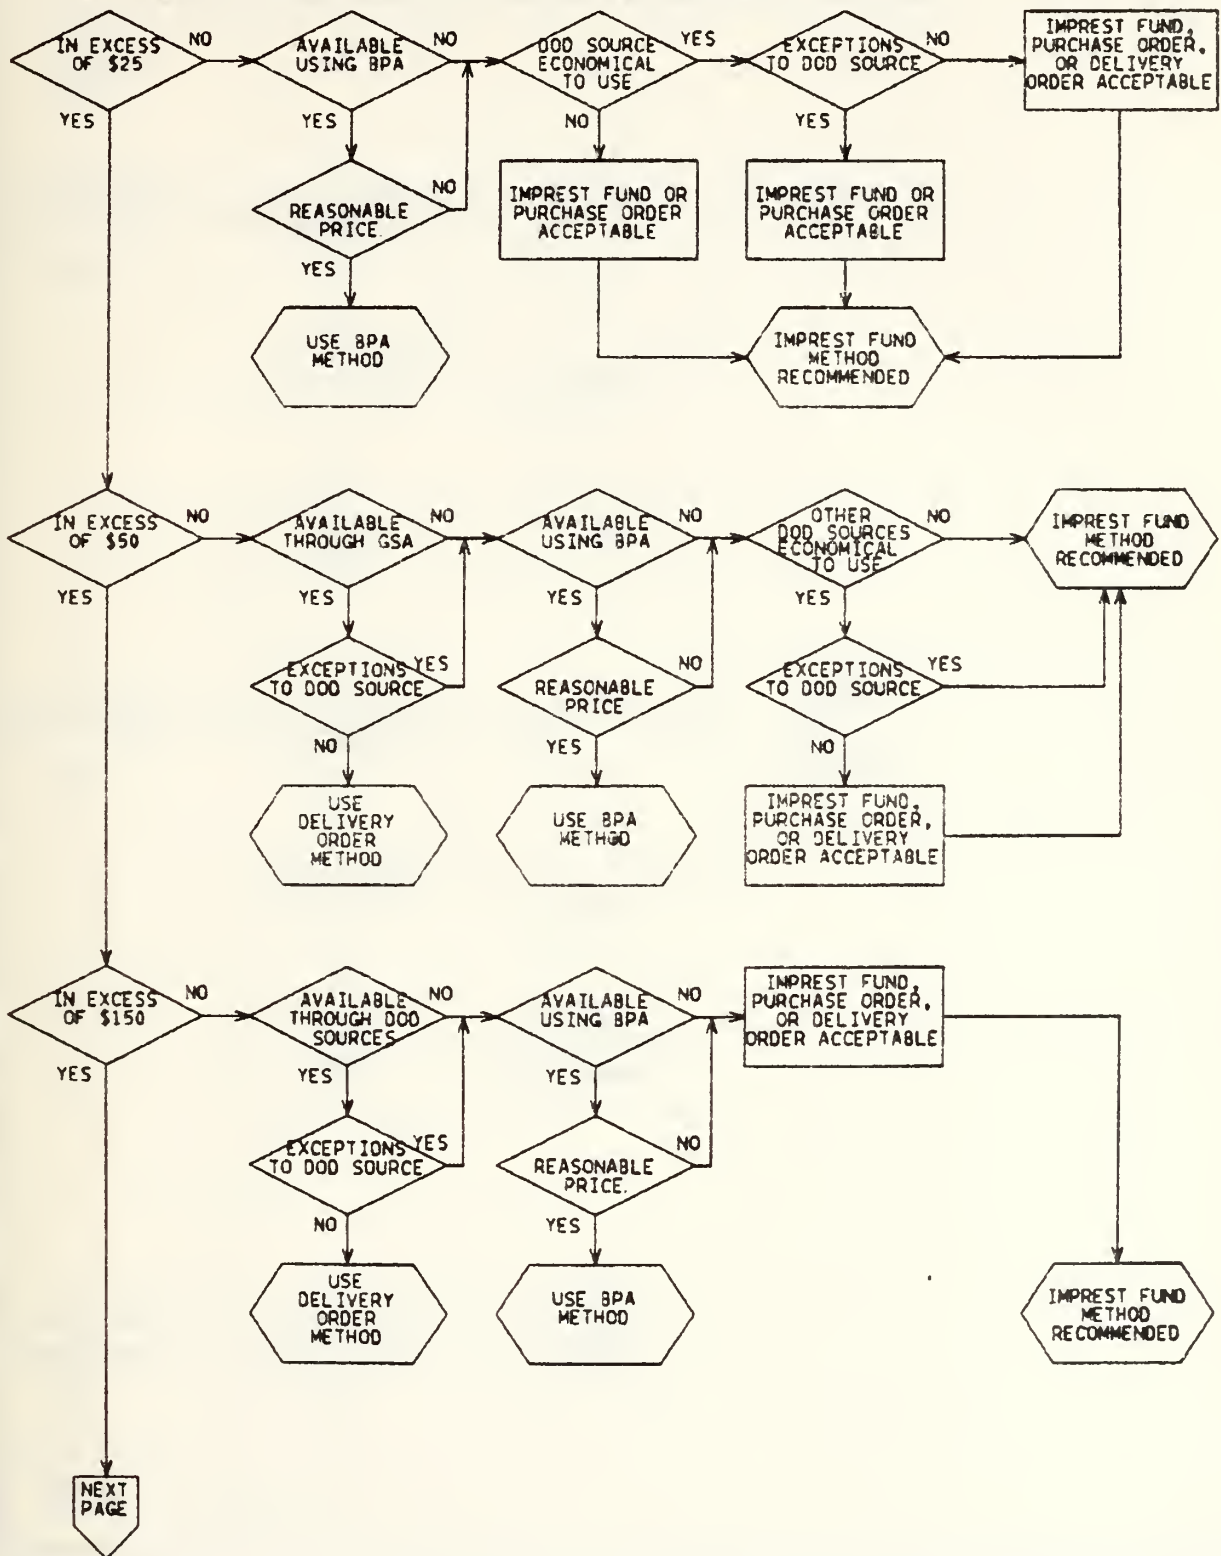 IN EXCESS
OF $25
NO
YES
AVAILABLE
USING BPA
NO
YES
REASONABLE
PRICE.
NO
YES
USE BPA
METHOD
DOD SOURCE
ECONOMICAL
TO USE
YES
NO
IMPREST FUND OR
PURCHASE ORDER
ACCEPTABLE
EXCEPTIONS
TO DOD SOURCE
NO
YES
IMPREST FUND OR
PURCHASE ORDER
ACCEPTABLE
IMPREST FUND,
PURCHASE ORDER,
OR DELIVERY
ORDER ACCEPTABLE
IMPREST FUND
METHOD
RECOMMENDED
IN EXCESS
OF $50
NO
YES
AVAILABLE
THROUGH GSA
NO
YES
EXCEPTIONS
TO DOD SOURCE
YES
NO
USE
DELIVERY
ORDER
METHOD
AVAILABLE
USING BPA
NO
YES
REASONABLE
PRICE
NO
YES
USE BPA
METHOD
OTHER
DOD SOURCES
ECONOMICAL
TO USE
NO
YES
EXCEPTIONS
TO DOD SOURCE
YES
NO
IMPREST FUND,
PURCHASE ORDER,
OR DELIVERY
ORDER ACCEPTABLE
IMPREST FUND
METHOD
RECOMMENDED
IN EXCESS
OF $150
NO
YES
AVAILABLE
THROUGH DOD
SOURCES
NO
YES
EXCEPTIONS
TO DOD SOURCE
YES
NO
USE
DELIVERY
ORDER
METHOD
AVAILABLE
USING BPA
NO
YES
REASONABLE
PRICE.
NO
YES
USE BPA
METHOD
IMPREST FUND,
PURCHASE ORDER,
OR DELIVERY
ORDER ACCEPTABLE
IMPREST FUND
METHOD
RECOMMENDED
NEXT
PAGE